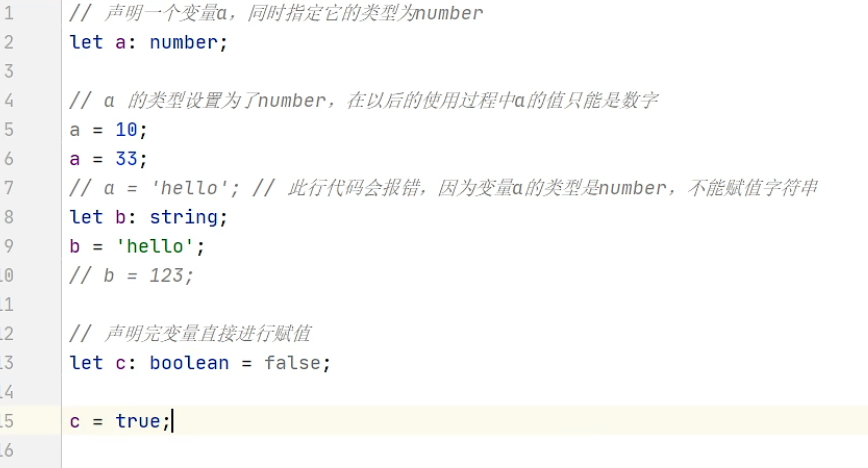 1 // 声明一个变量a，同时指定它的类型为number
2 let a: number;
3
4 // a 的类型设置为了number，在以后的使用过程中a的值只能是数字
5 a = 10;
6 a = 33;
7 // a = 'hello'; // 此行代码会报错，因为变量a的类型是number，不能赋值字符串
8 let b: string;
9 b = 'hello';
10 // b = 123;
11
12 // 声明完变量直接进行赋值
13 let c: boolean = false;
14
15 c = true;
16